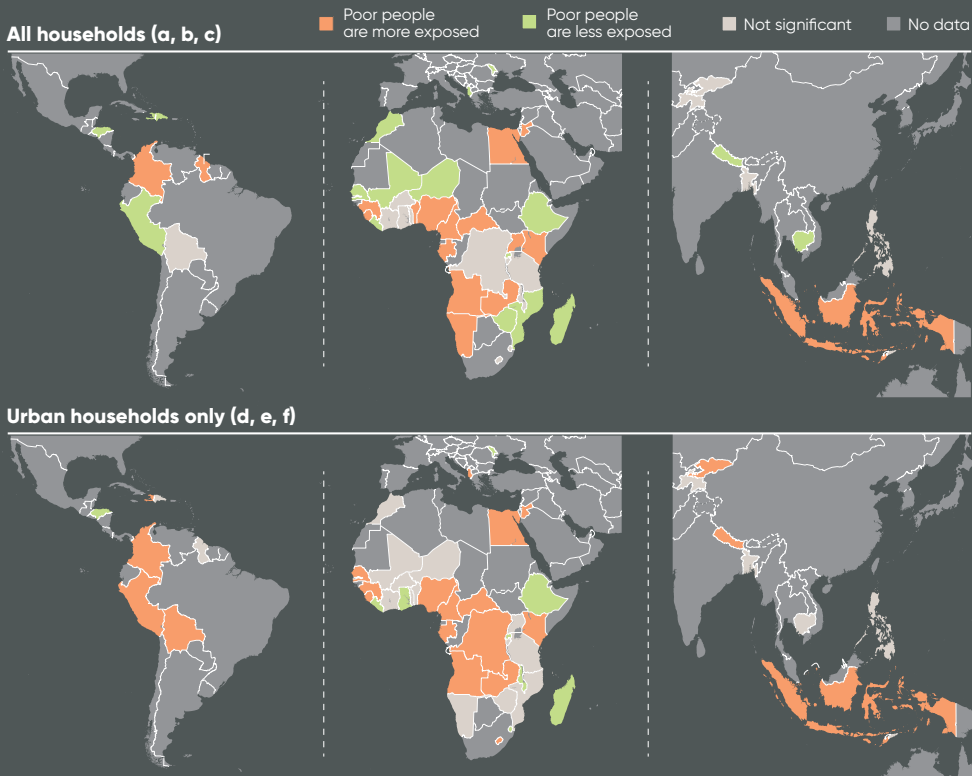 All households (a, b, c)
Poor people
are more exposed
Poor people
are less exposed
Not significant
No data
Urban households only (d, e, f)